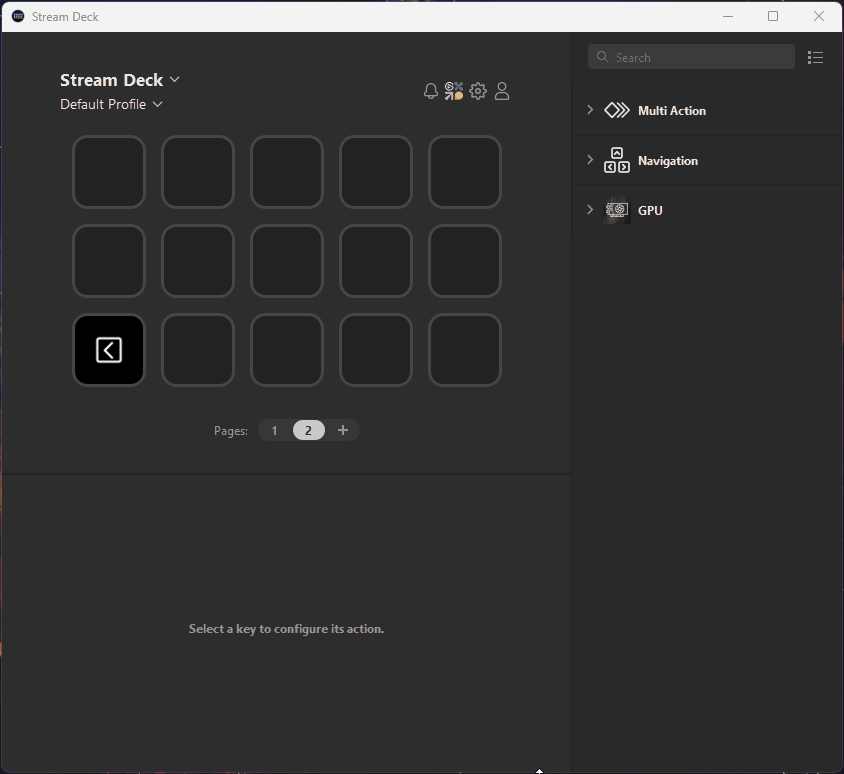 Stream Deck
Search
Stream Deck
Default Profile
Multi Action
Navigation
GPU
Pages: 1 2 +
Select a key to configure its action.